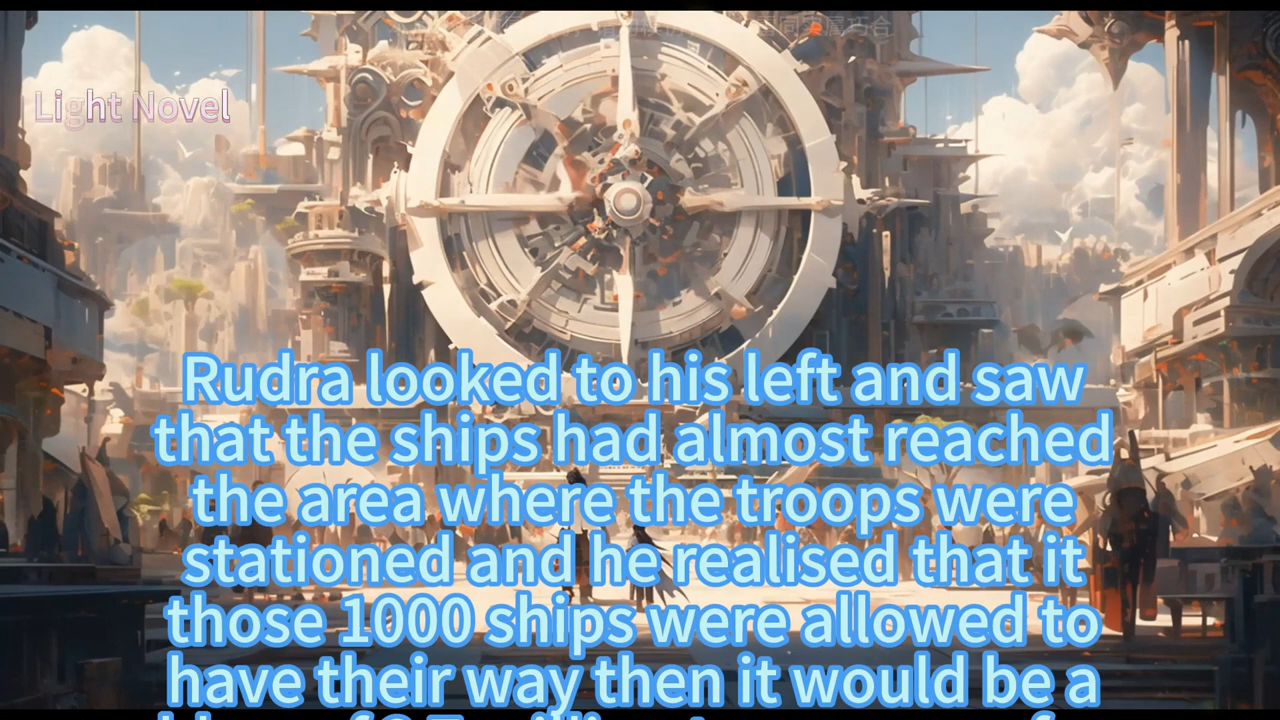 Light Novel
Rudra looked to his left and saw
that the ships had almost reached
the area where the troops were
stationed and he realised that it
those 1000 ships were allowed to
have their way then it would be a